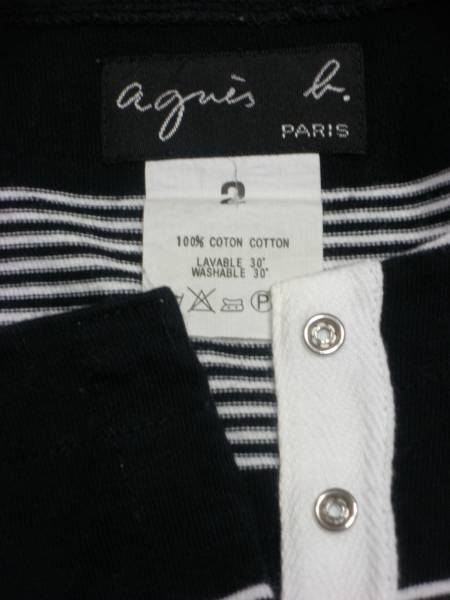 agnès b.
PARIS
2
100% COTON COTTON
LAVABLE 30°
WASHABLE 30°
P